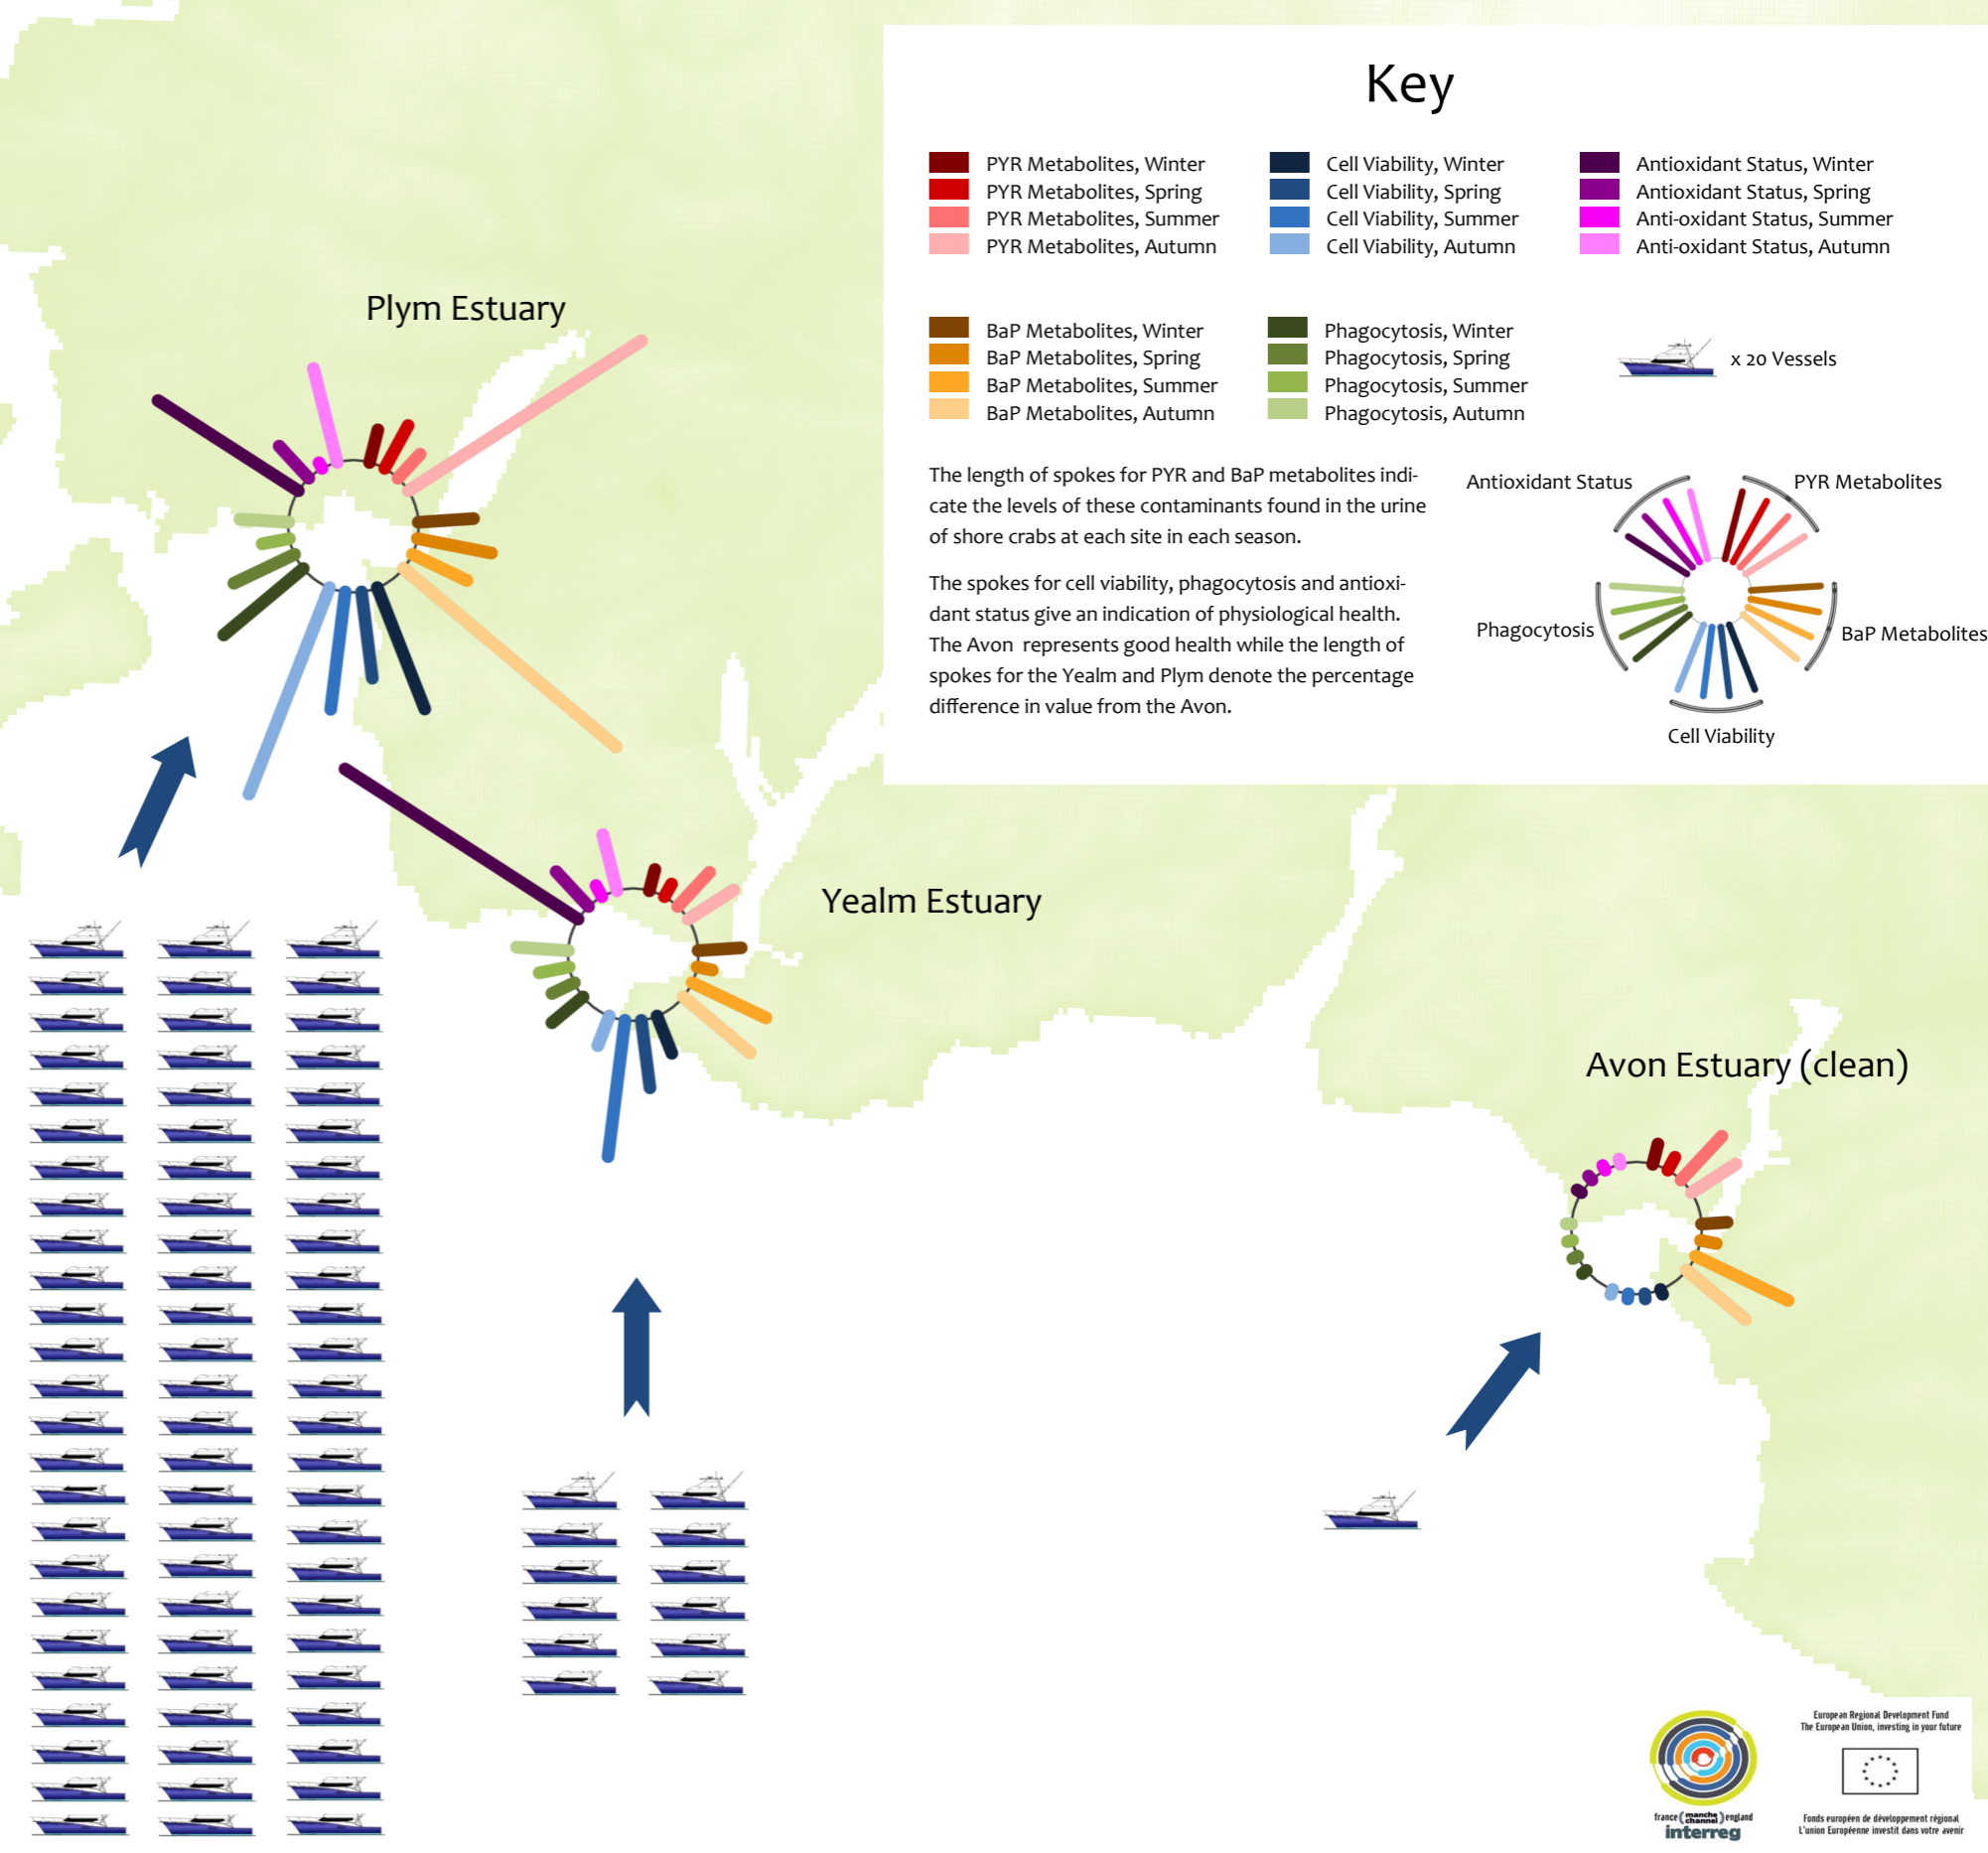 Key
PYR Metabolites, Winter
PYR Metabolites, Spring
PYR Metabolites, Summer
PYR Metabolites, Autumn
Cell Viability, Winter
Cell Viability, Spring
Cell Viability, Summer
Cell Viability, Autumn
Antioxidant Status, Winter
Antioxidant Status, Spring
Anti-oxidant Status, Summer
Anti-oxidant Status, Autumn
BaP Metabolites, Winter
BaP Metabolites, Spring
BaP Metabolites, Summer
BaP Metabolites, Autumn
Phagocytosis, Winter
Phagocytosis, Spring
Phagocytosis, Summer
Phagocytosis, Autumn
x 20 Vessels
The length of spokes for PYR and BaP metabolites indi-
cate the levels of these contaminants found in the urine
of shore crabs at each site in each season.
The spokes for cell viability, phagocytosis and antioxi-
dant status give an indication of physiological health.
The Avon represents good health while the length of
spokes for the Yealm and Plym denote the percentage
difference in value from the Avon.
Antioxidant Status
PYR Metabolites
Phagocytosis
BaP Metabolites
Cell Viability
Plym Estuary
Yealm Estuary
Avon Estuary (clean)
france ( manche channel ) england
interreg
European Regional Development Fund
The European Union, investing in your future
Fonds européen de développement régional
L'union Européenne investit dans votre avenir